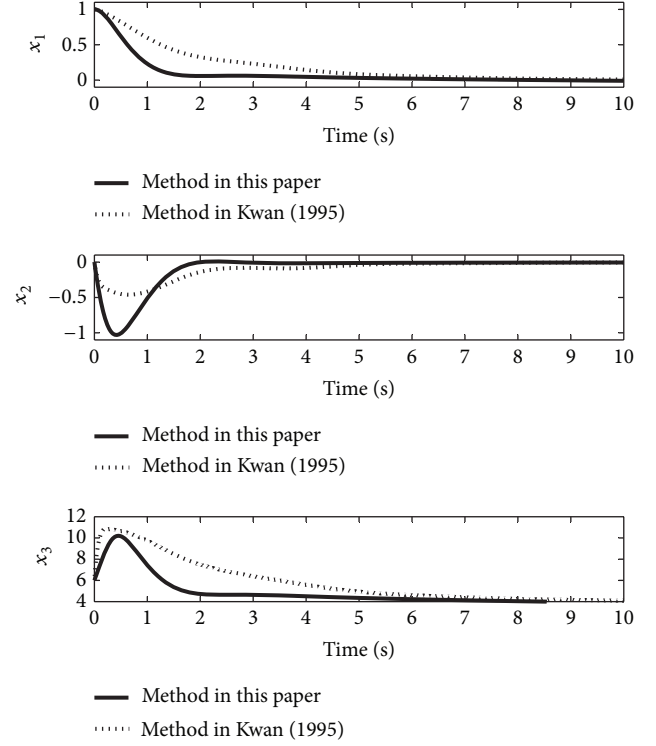 1
0.5
0
x1
0 1 2 3 4 5 6 7 8 9 10
Time (s)
Method in this paper
Method in Kwan (1995)
0
−0.5
−1
x2
0 1 2 3 4 5 6 7 8 9 10
Time (s)
Method in this paper
Method in Kwan (1995)
12
10
8
6
4
x3
0 1 2 3 4 5 6 7 8 9 10
Time (s)
Method in this paper
Method in Kwan (1995)